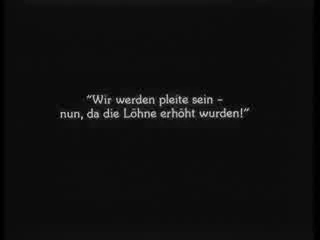 "Wir werden pleite sein –
nun, da die Löhne erhöht wurden!"